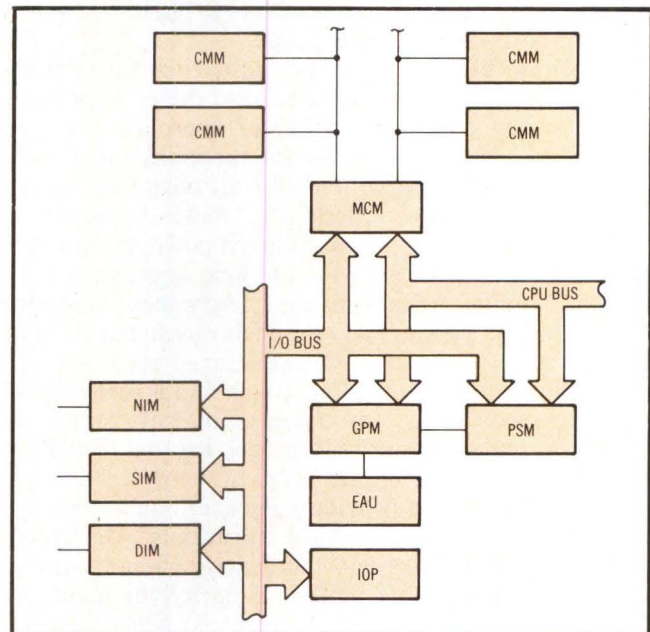 CMM
CMM
CMM
CMM
MCM
CPU BUS
I/O BUS
NIM
GPM
PSM
SIM
EAU
DIM
IOP